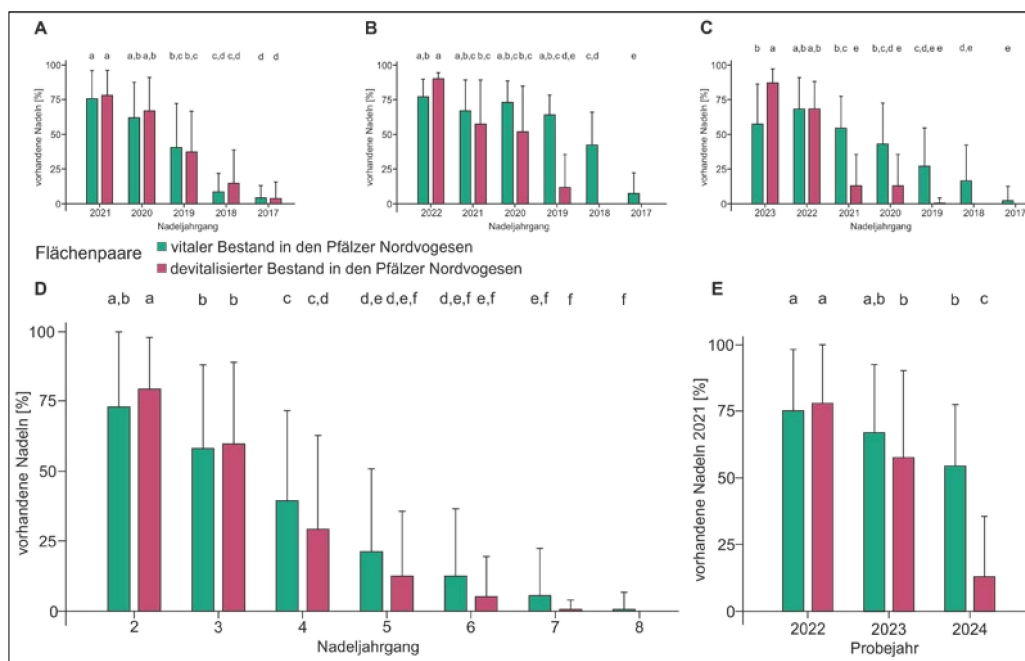 A
a a a,b a,b b,c b,c c,d c,d d d
vorhandene Nadeln [%]
100
75
50
25
0
2021 2020 2019 2018 2017
Nadeljahrgang
B
a,b a a,b,c b,c a,b,c b,c a,b,c d,e c,d e
vorhandene Nadeln [%]
100
75
50
25
0
2022 2021 2020 2019 2018 2017
Nadeljahrgang
C
b a a,b a,b b,c e b,c,d e c,d,e e d,e e
vorhandene Nadeln [%]
100
75
50
25
0
2023 2022 2021 2020 2019 2018 2017
Nadeljahrgang
Flächenpaare
vitaler Bestand in den Pfälzer Nordvogesen
devitalisierter Bestand in den Pfälzer Nordvogesen
D
a,b a b b c c,d d,e d,e,f d,e,f e,f e,f f f
vorhandene Nadeln [%]
100
75
50
25
0
2 3 4 5 6 7 8
Nadeljahrgang
E
a a a,b b b c
vorhandene Nadeln 2021 [%]
100
75
50
25
0
2022 2023 2024
Probejahr